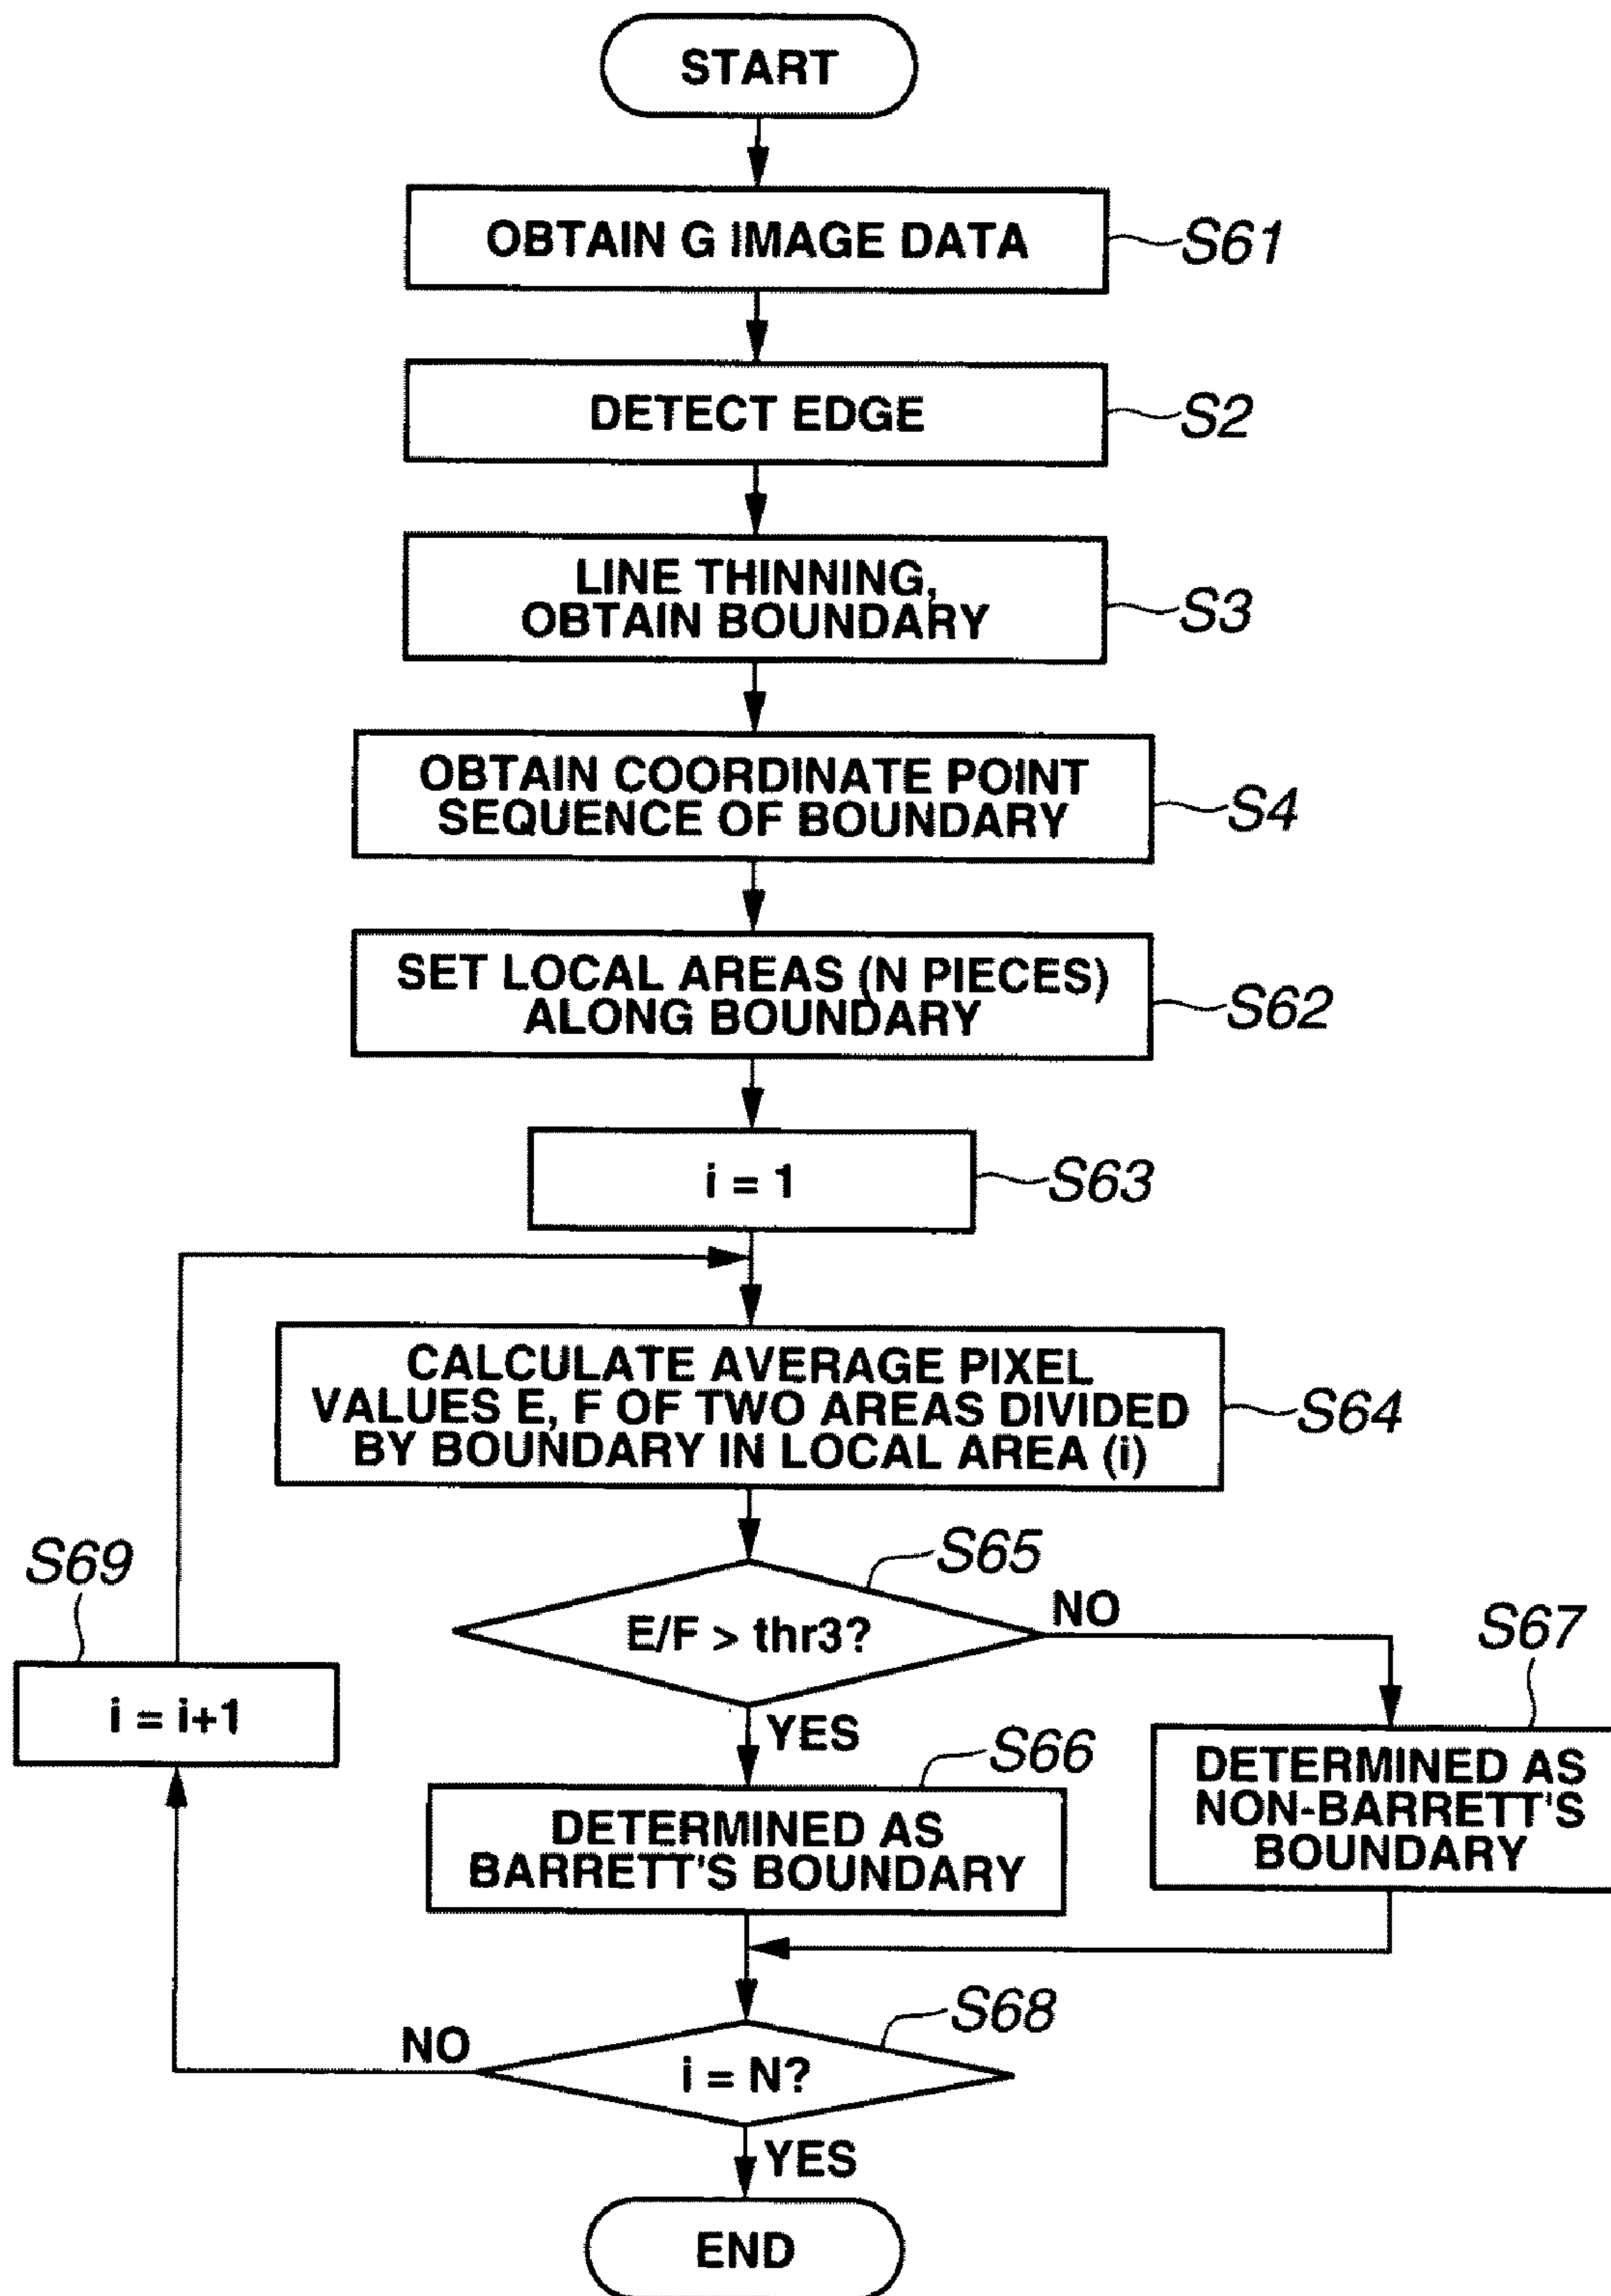 START
OBTAIN G IMAGE DATA
S61
DETECT EDGE
S2
LINE THINNING,
OBTAIN BOUNDARY
S3
OBTAIN COORDINATE POINT
SEQUENCE OF BOUNDARY
S4
SET LOCAL AREAS (N PIECES)
ALONG BOUNDARY
S62
i = 1
S63
CALCULATE AVERAGE PIXEL
VALUES E, F OF TWO AREAS DIVIDED
BY BOUNDARY IN LOCAL AREA (i)
S64
S65
E/F > thr3?
NO
YES
S69
i = i+1
S67
DETERMINED AS
NON-BARRETT'S
BOUNDARY
S66
DETERMINED AS
BARRETT'S BOUNDARY
S68
i = N?
NO
YES
END